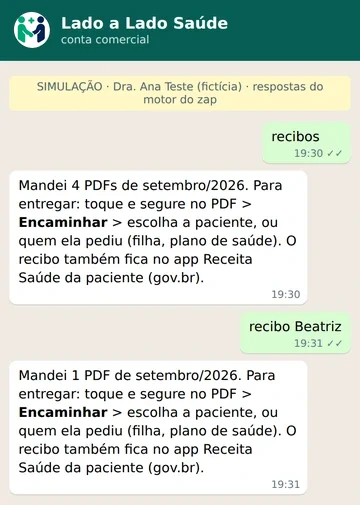 Lado a Lado Saúde
conta comercial
SIMULAÇÃO · Dra. Ana Teste (fictícia) · respostas do
motor do zap
recibos
19:30 ✓✓
Mandei 4 PDFs de setembro/2026. Para
entregar: toque e segure no PDF >
Encaminhar > escolha a paciente, ou
quem ela pediu (filha, plano de saúde). O
recibo também fica no app Receita
Saúde da paciente (gov.br).
19:30
recibo Beatriz
19:31 ✓✓
Mandei 1 PDF de setembro/2026. Para
entregar: toque e segure no PDF >
Encaminhar > escolha a paciente, ou
quem ela pediu (filha, plano de saúde). O
recibo também fica no app Receita
Saúde da paciente (gov.br).
19:31